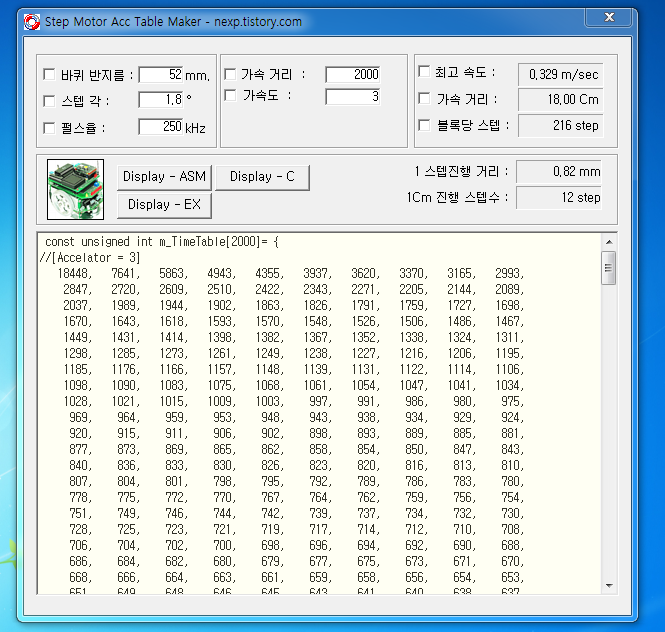 Step Motor Acc Table Maker - nexp.tistory.com
바퀴 반지름 : 52 mm.
스텝 각 : 1.8 °
펄스율 : 250 kHz
가속 거리 : 2000
가속도 : 3
최고 속도 : 0.329 m/sec
가속 거리 : 18.00 Cm
블록당 스텝 : 216 step
Display - ASM
Display - C
Display - EX
1 스텝진행 거리 : 0.82 mm
1Cm 진행 스텝수 : 12 step
const unsigned int m_TimeTable[2000]= {
//[Accelator = 3]
18448, 7641, 5863, 4943, 4355, 3937, 3620, 3370, 3165, 2993,
2847, 2720, 2609, 2510, 2422, 2343, 2271, 2205, 2144, 2089,
2037, 1989, 1944, 1902, 1863, 1826, 1791, 1759, 1727, 1698,
1670, 1643, 1618, 1593, 1570, 1548, 1526, 1506, 1486, 1467,
1449, 1431, 1414, 1398, 1382, 1367, 1352, 1338, 1324, 1311,
1298, 1285, 1273, 1261, 1249, 1238, 1227, 1216, 1206, 1195,
1185, 1176, 1166, 1157, 1148, 1139, 1131, 1122, 1114, 1106,
1098, 1090, 1083, 1075, 1068, 1061, 1054, 1047, 1041, 1034,
1028, 1021, 1015, 1009, 1003, 997, 991, 986, 980, 975,
969, 964, 959, 953, 948, 943, 938, 934, 929, 924,
920, 915, 911, 906, 902, 898, 893, 889, 885, 881,
877, 873, 869, 865, 862, 858, 854, 850, 847, 843,
840, 836, 833, 830, 826, 823, 820, 816, 813, 810,
807, 804, 801, 798, 795, 792, 789, 786, 783, 780,
778, 775, 772, 770, 767, 764, 762, 759, 756, 754,
751, 749, 746, 744, 742, 739, 737, 734, 732, 730,
728, 725, 723, 721, 719, 717, 714, 712, 710, 708,
706, 704, 702, 700, 698, 696, 694, 692, 690, 688,
686, 684, 682, 680, 679, 677, 675, 673, 671, 670,
668, 666, 664, 663, 661, 659, 658, 656, 654, 653,
651, 649, 648, 646, 645, 643, 641, 640, 638, 637,